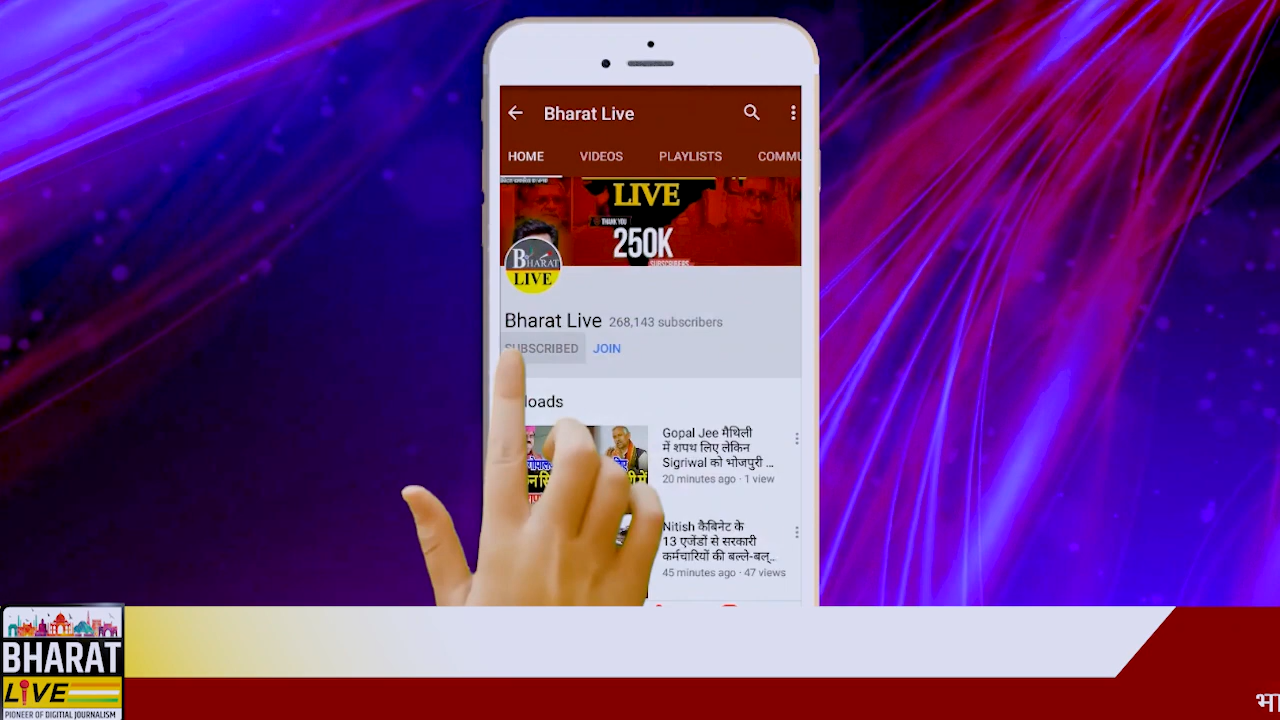 Bharat Live
HOME VIDEOS PLAYLISTS COMMU
LIVE
THANK YOU
250K
SUBSCRIBERS
BHARAT
LIVE
Bharat Live 268,143 subscribers
SUBSCRIBED JOIN
loads
Gopal Jee मैथिली
में शपथ लिए लेकिन
Sigriwal को भोजपुरी ...
20 minutes ago · 1 view
Nitish कैबिनेट के
13 एजेंडों से सरकारी
कर्मचारियों की बल्ले-बल्...
45 minutes ago · 47 views
BHARAT
LIVE
PIONEER OF DIGITIAL JOURNALISM
भा